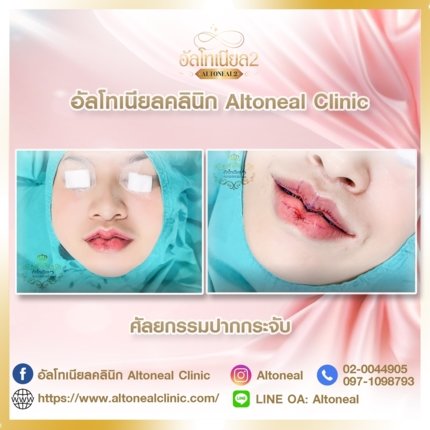 อัลโทเนียล2
ALTONEAL2
อัลโทเนียลคลินิก Altoneal Clinic
ศัลยกรรมปากกระจับ
อัลโทเนียลคลินิก Altoneal Clinic
Altoneal
02-0044905
097-1098793
https://www.altonealclinic.com/
LINE OA: Altoneal